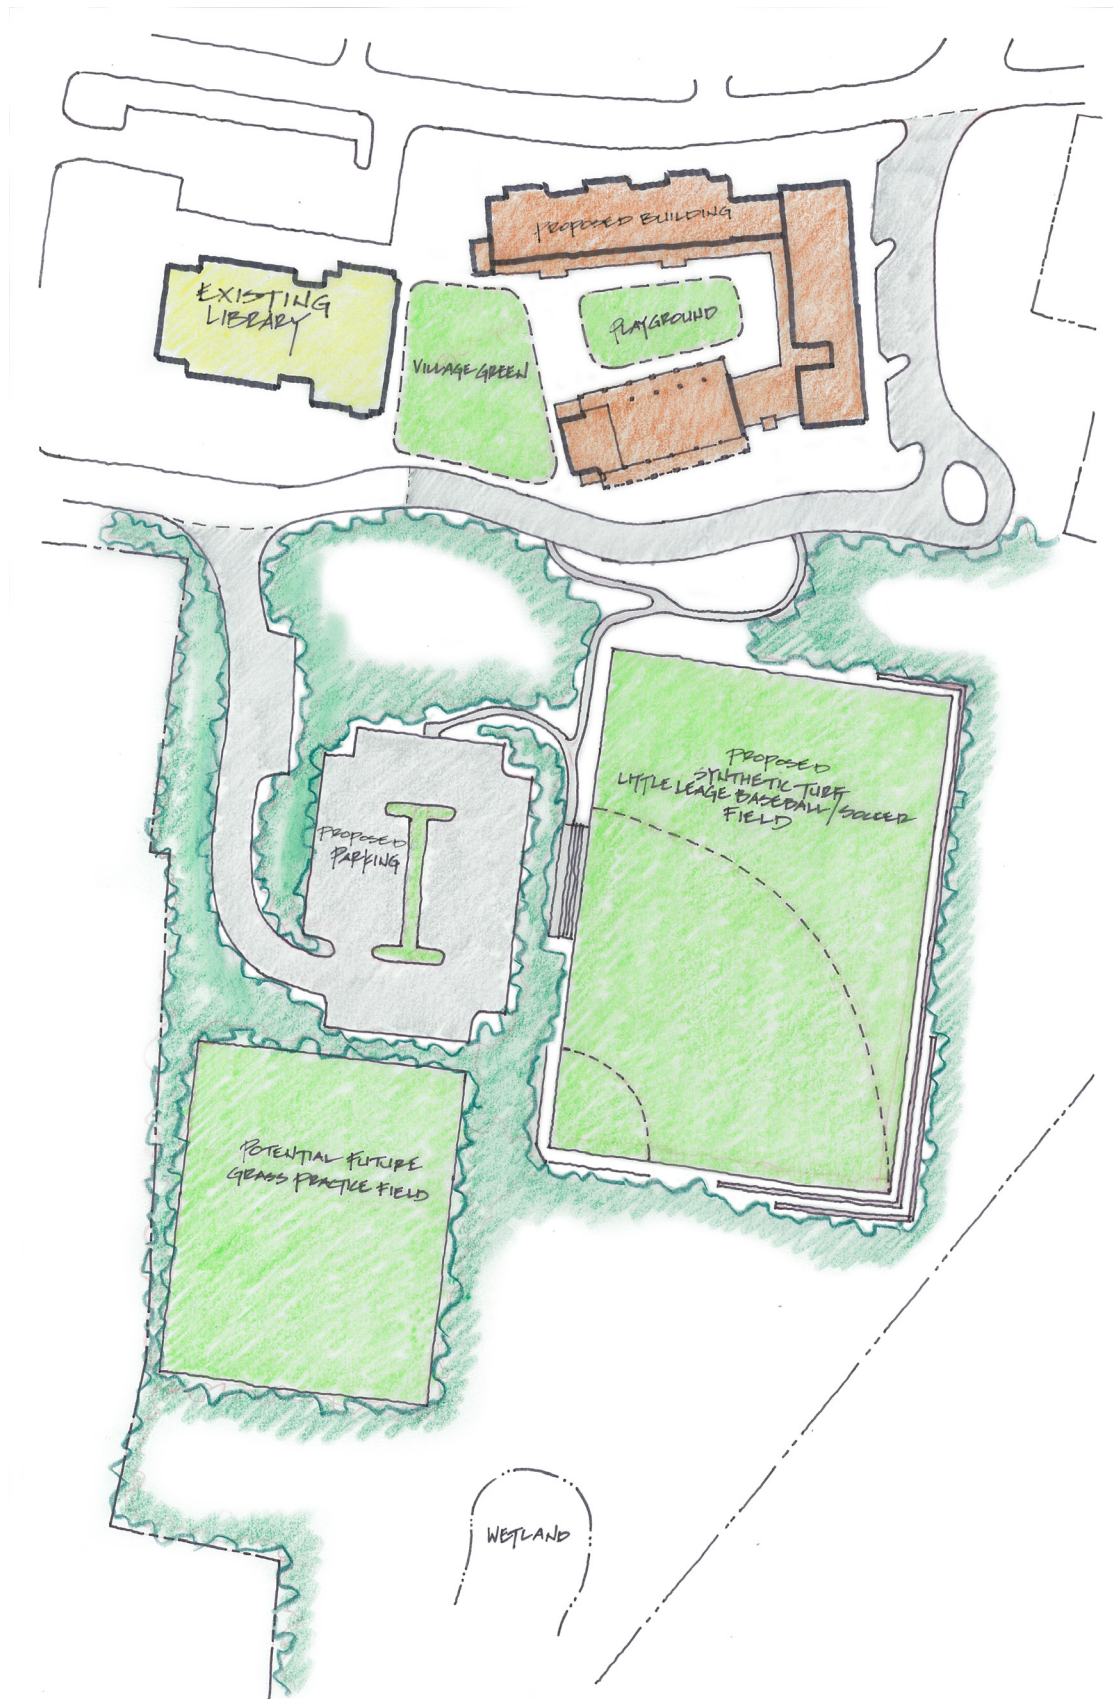 PROPOSED BUILDING
EXISTING
LIBRARY
PLAYGROUND
VILLAGE GREEN
PROPOSED
SYNTHETIC TURF
LITTLE LEAGE BASEBALL/SOCCER
FIELD
PROPOSED
PARKING
POTENTIAL FUTURE
GRASS PRACTICE FIELD
WETLAND